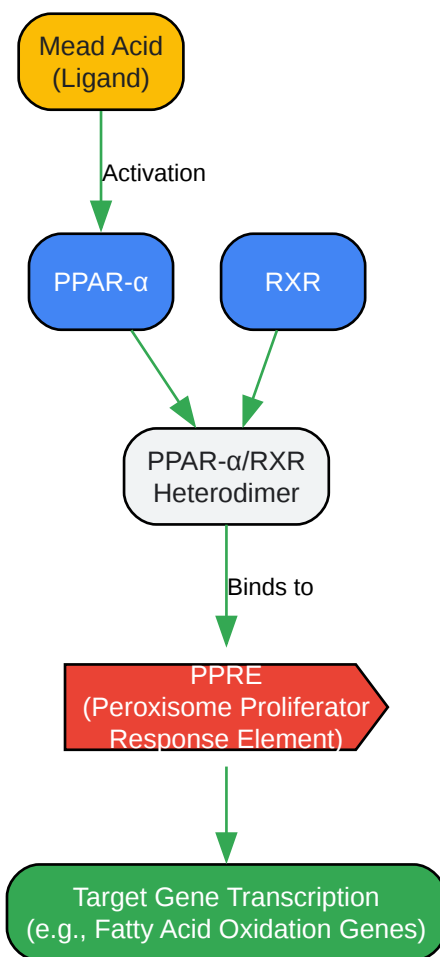 Mead Acid
(Ligand)
Activation
PPAR-α
RXR
PPAR-α/RXR
Heterodimer
Binds to
PPRE
(Peroxisome Proliferator
Response Element)
Target Gene Transcription
(e.g., Fatty Acid Oxidation Genes)